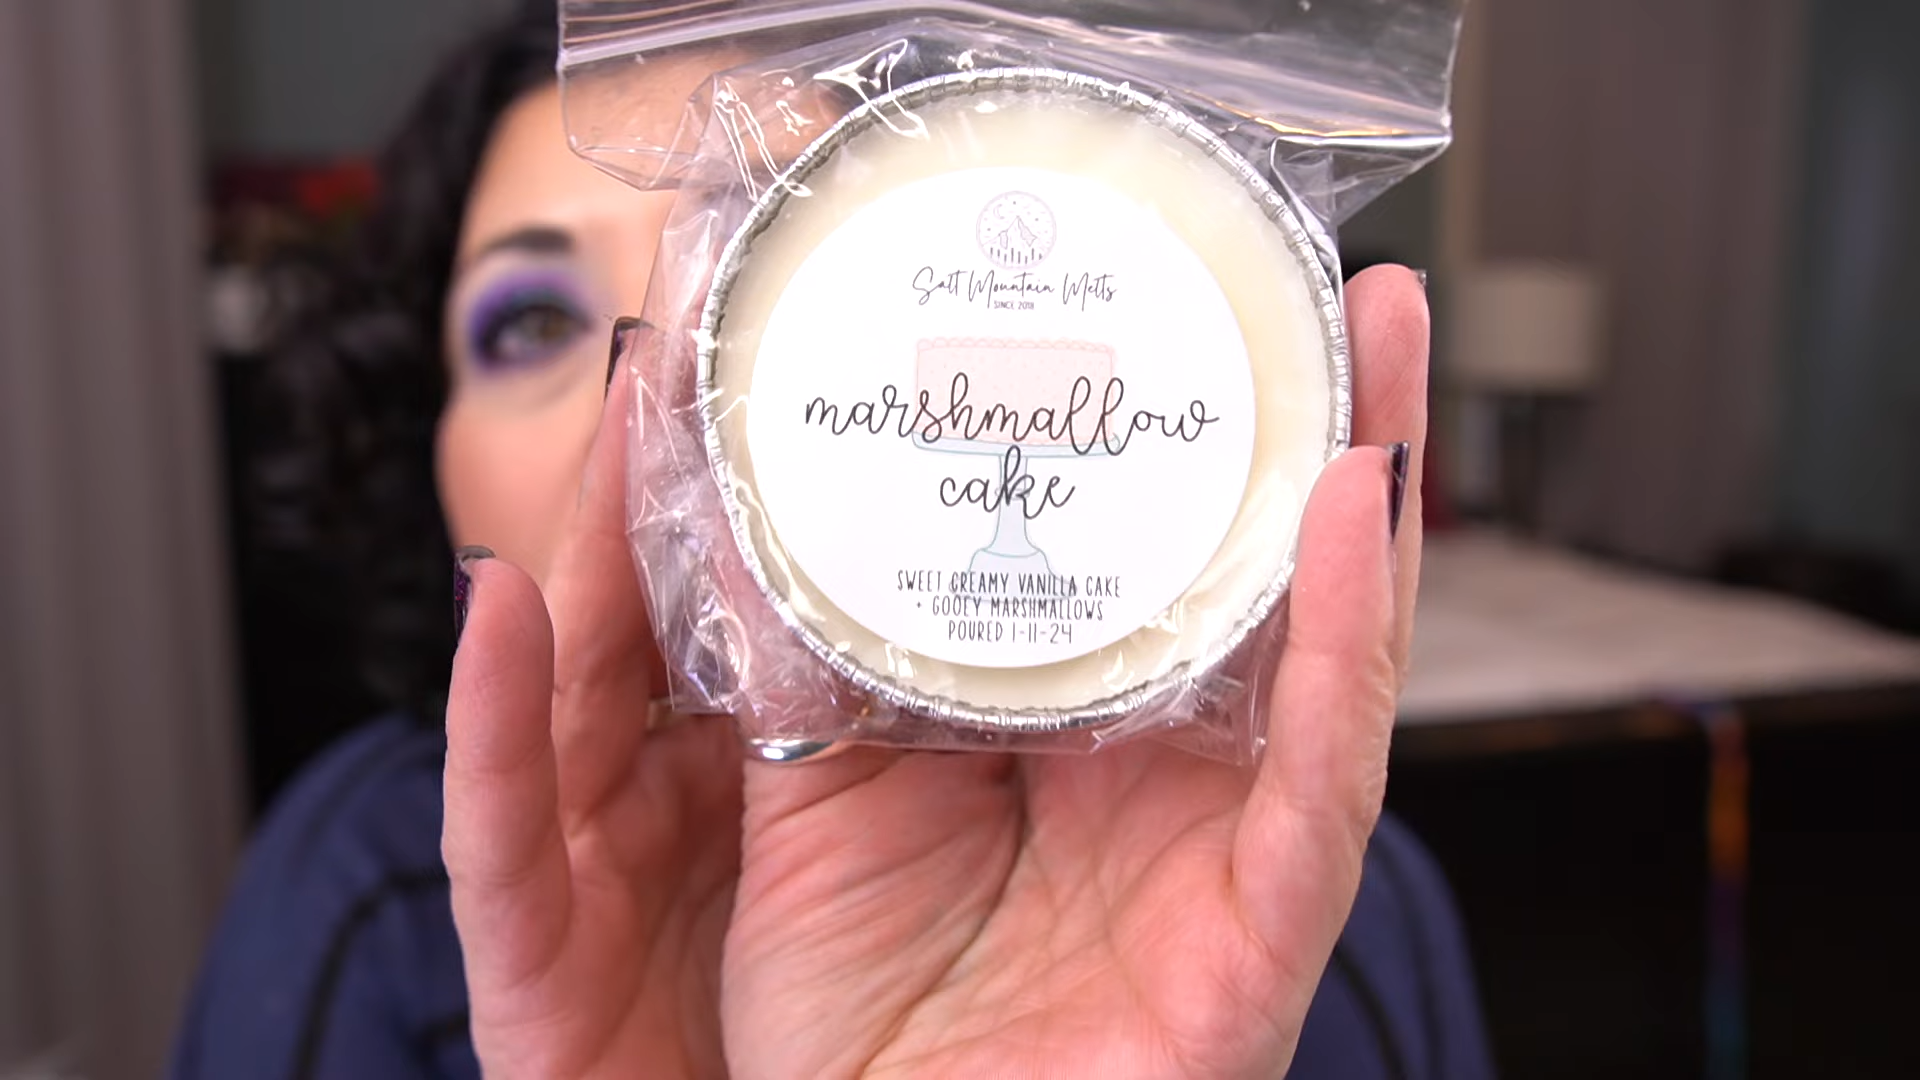 Salt Mountain Melts
SINCE 2018
marshmallow
cake
SWEET CREAMY VANILLA CAKE
+ GOOEY MARSHMALLOWS
POURED 1-11-24